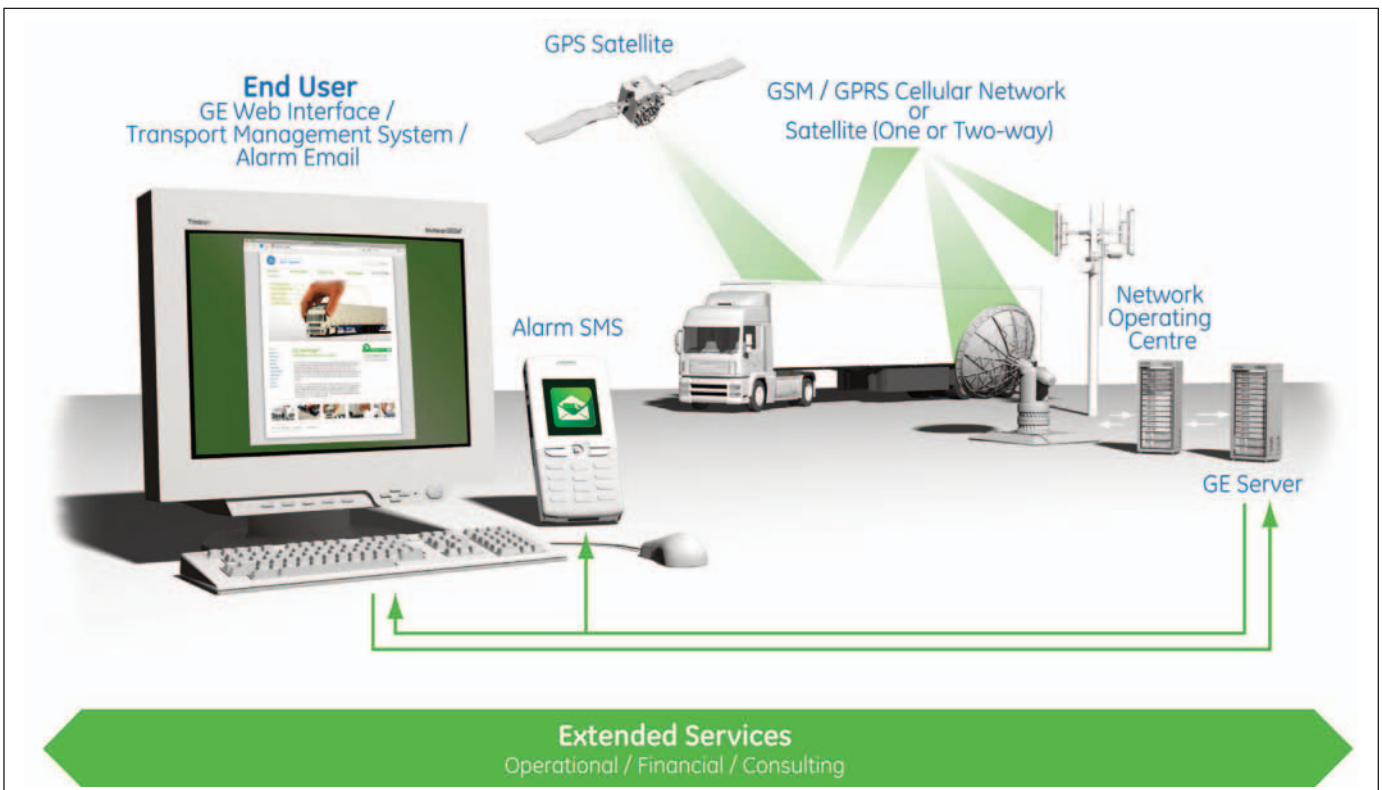 GPS Satellite
End User
GE Web Interface /
Transport Management System /
Alarm Email
GSM / GPRS Cellular Network
or
Satellite (One or Two-way)
Alarm SMS
Network
Operating
Centre
GE Server
Extended Services
Operational / Financial / Consulting